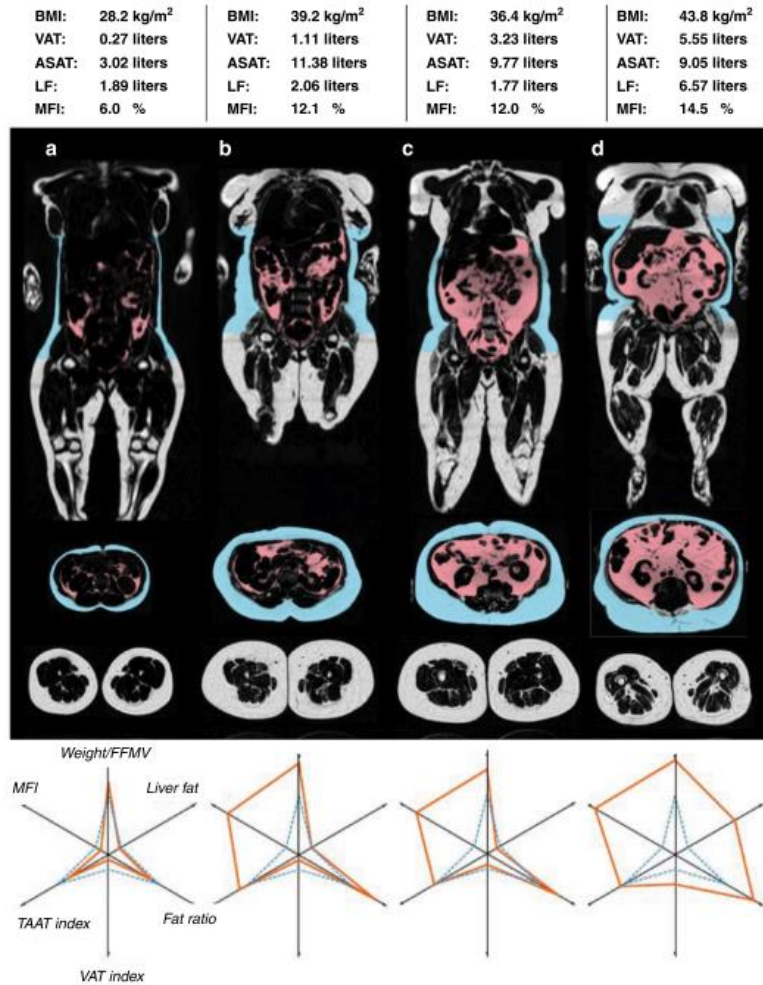 BMI: 28.2 kg/m²
VAT: 0.27 liters
ASAT: 3.02 liters
LF: 1.89 liters
MFI: 6.0 %
BMI: 39.2 kg/m²
VAT: 1.11 liters
ASAT: 11.38 liters
LF: 2.06 liters
MFI: 12.1 %
BMI: 36.4 kg/m²
VAT: 3.23 liters
ASAT: 9.77 liters
LF: 1.77 liters
MFI: 12.0 %
BMI: 43.8 kg/m²
VAT: 5.55 liters
ASAT: 9.05 liters
LF: 6.57 liters
MFI: 14.5 %
a
b
c
d
Weight/FFMV
MFI
Liver fat
TAAT index
Fat ratio
VAT index